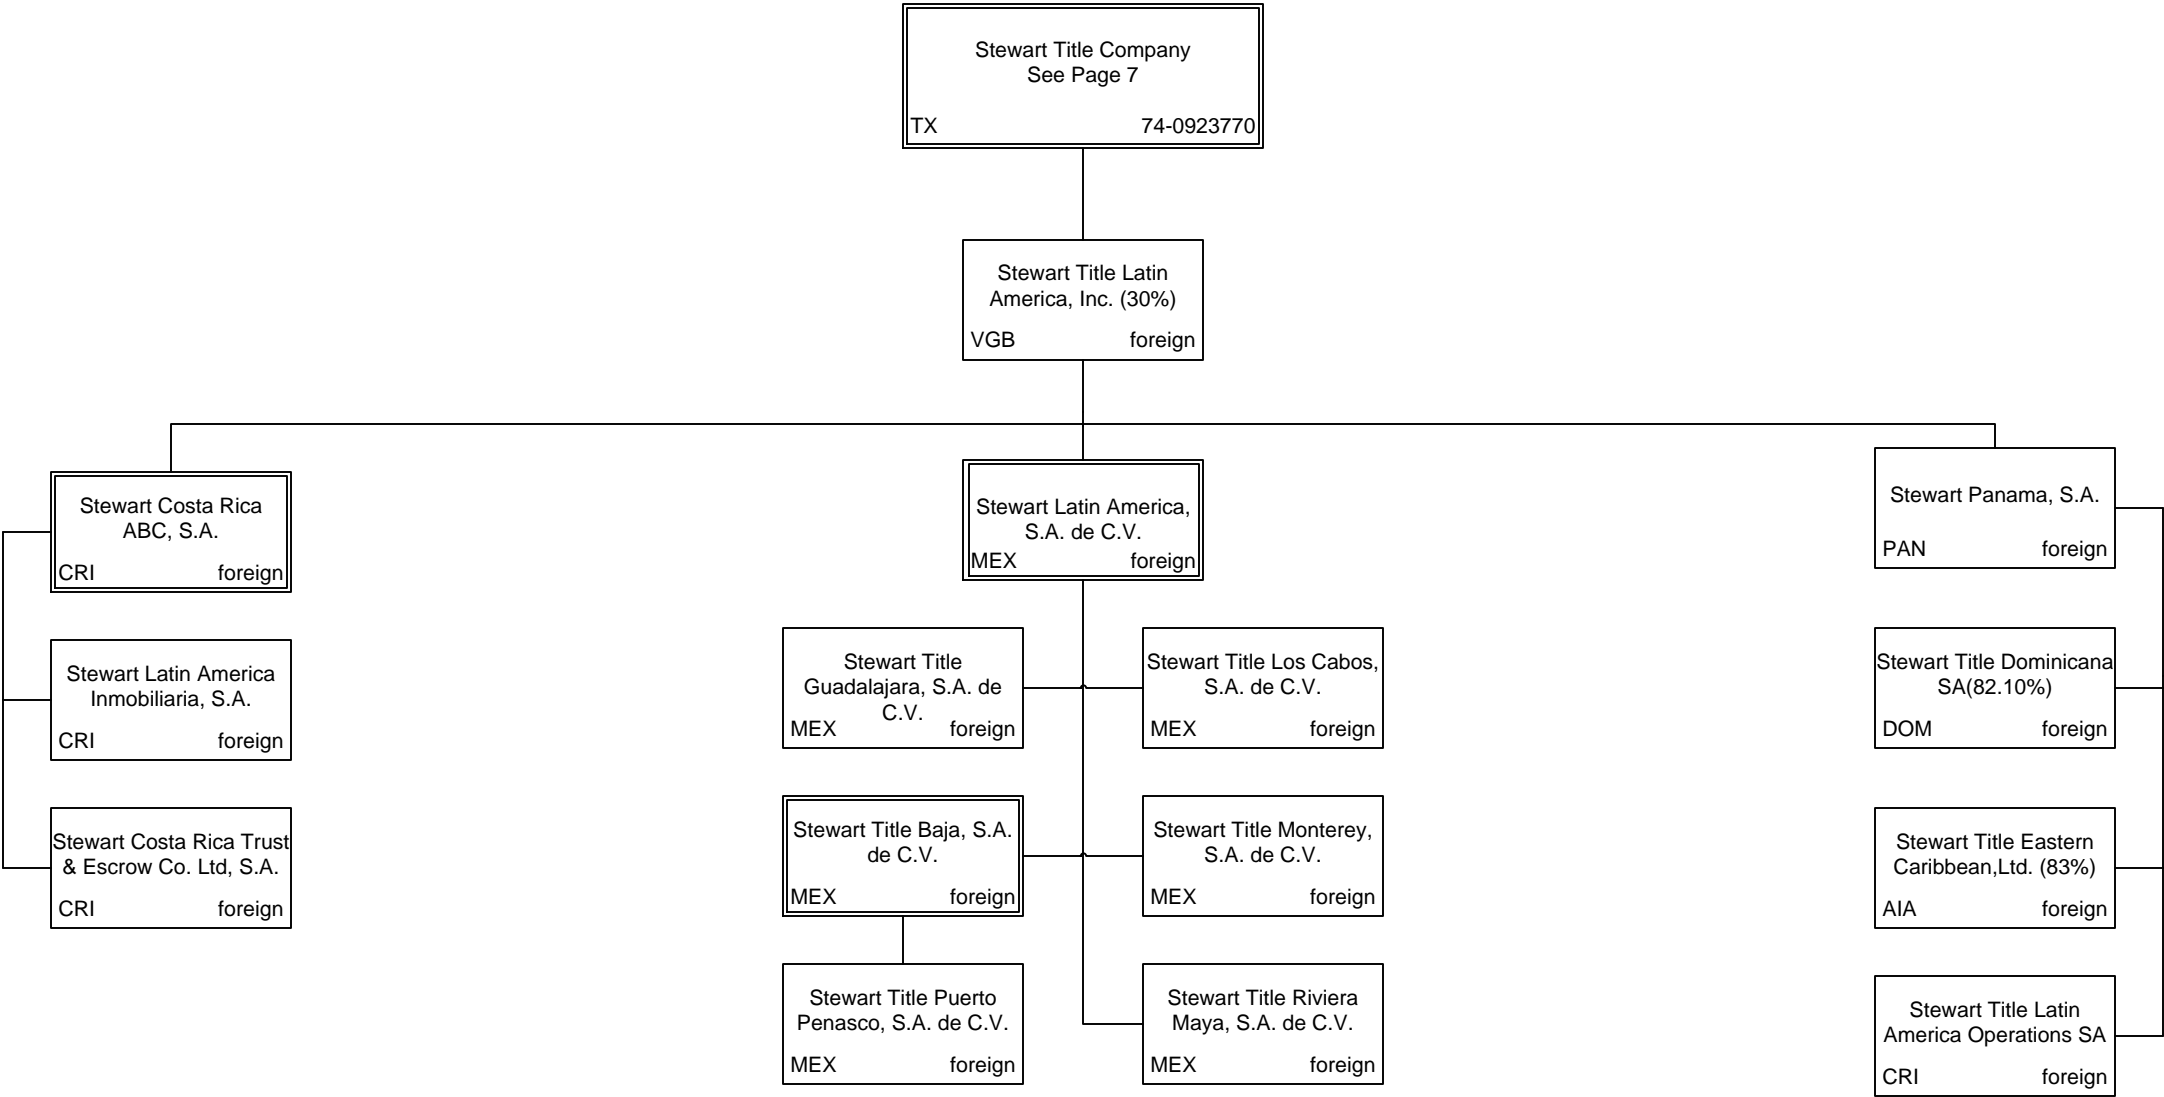 Stewart Title Company
See Page 7
TX 74-0923770
Stewart Title Latin
America, Inc. (30%)
VGB foreign
Stewart Costa Rica
ABC, S.A.
CRI foreign
Stewart Latin America
Inmobiliaria, S.A.
CRI foreign
Stewart Costa Rica Trust
& Escrow Co. Ltd, S.A.
CRI foreign
Stewart Latin America,
S.A. de C.V.
MEX foreign
Stewart Title
Guadalajara, S.A. de
C.V.
MEX foreign
Stewart Title Los Cabos,
S.A. de C.V.
MEX foreign
Stewart Title Baja, S.A.
de C.V.
MEX foreign
Stewart Title Monterey,
S.A. de C.V.
MEX foreign
Stewart Title Puerto
Penasco, S.A. de C.V.
MEX foreign
Stewart Title Riviera
Maya, S.A. de C.V.
MEX foreign
Stewart Panama, S.A.
PAN foreign
Stewart Title Dominicana
SA(82.10%)
DOM foreign
Stewart Title Eastern
Caribbean,Ltd. (83%)
AIA foreign
Stewart Title Latin
America Operations SA
CRI foreign